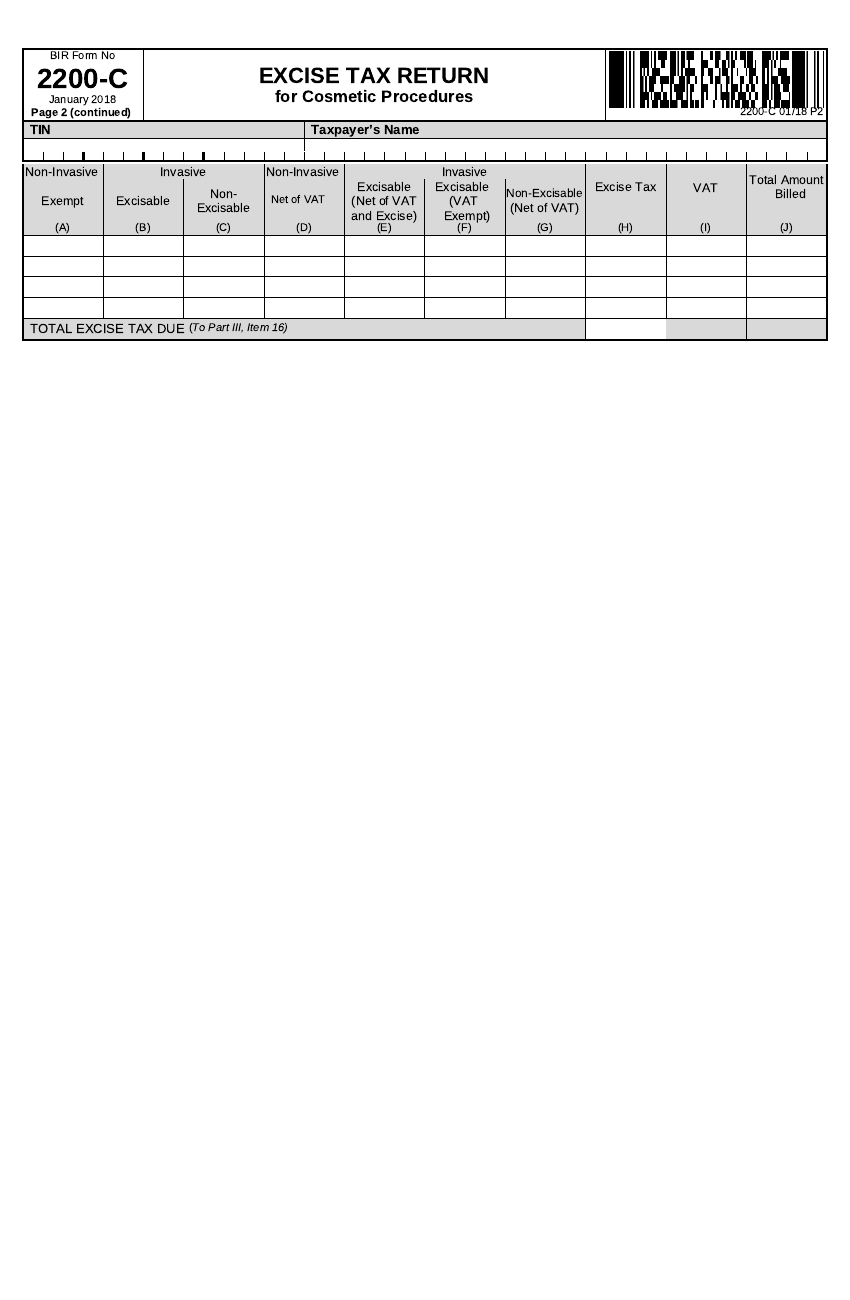 BIR Form No
2200-C
January 2018
Page 2 (continued)
EXCISE TAX RETURN
for Cosmetic Procedures
2200-C 01/18 P2
TIN
Taxpayer's Name
Non-Invasive
Exempt
(A)
Invasive
Excisable
(B)
Non-
Excisable
(C)
Non-Invasive
Net of VAT
(D)
Invasive
Excisable
(Net of VAT
and Excise)
(E)
Excisable
(VAT
Exempt)
(F)
Non-Excisable
(Net of VAT)
(G)
Excise Tax
(H)
VAT
(I)
Total Amount
Billed
(J)
TOTAL EXCISE TAX DUE (To Part III, Item 16)